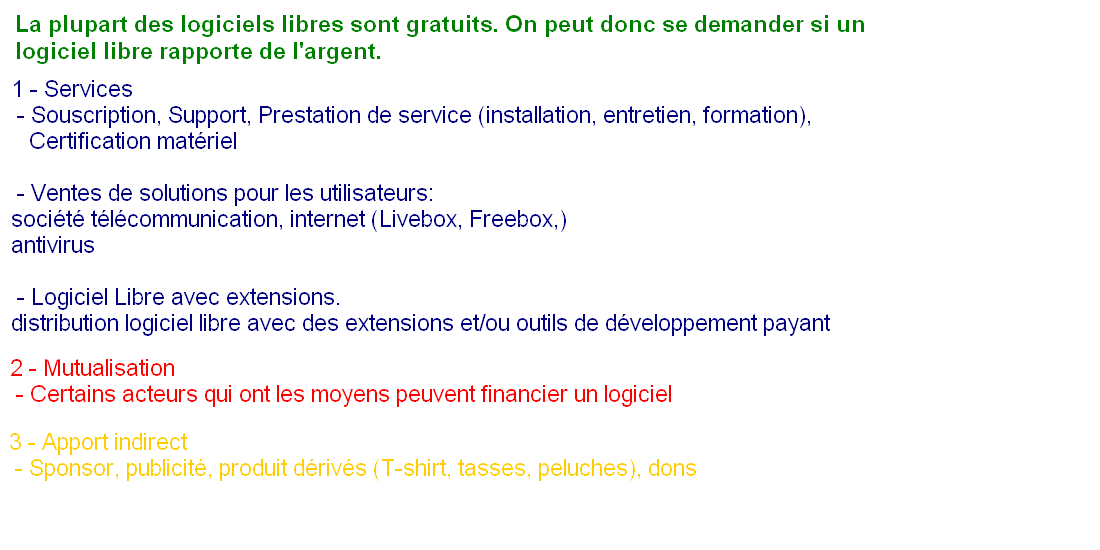 La plupart des logiciels libres sont gratuits. On peut donc se demander si un
logiciel libre rapporte de l'argent.
1 - Services
- Souscription, Support, Prestation de service (installation, entretien, formation),
Certification matériel
- Ventes de solutions pour les utilisateurs:
société télécommunication, internet (Livebox, Freebox,)
antivirus
- Logiciel Libre avec extensions.
distribution logiciel libre avec des extensions et/ou outils de développement payant
2 - Mutualisation
- Certains acteurs qui ont les moyens peuvent financier un logiciel
3 - Apport indirect
- Sponsor, publicité, produit dérivés (T-shirt, tasses, peluches), dons